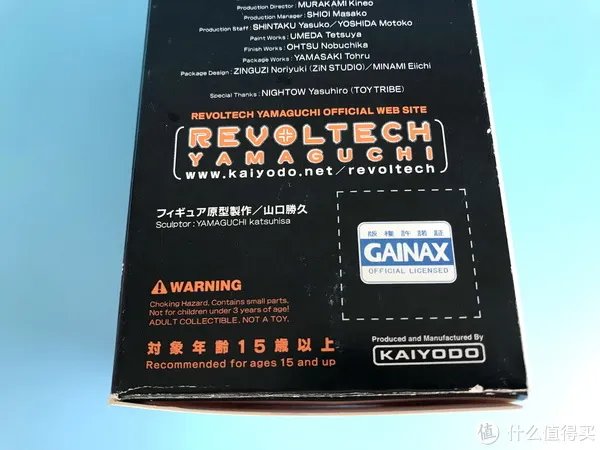 Production Director : MURAKAMI Kineo
Production Manager : SHIOI Masako
Production Staff : SHINTAKU Yasuko/YOSHIDA Motoko
Paint Works : UMEDA Tetsuya
Finish Works : OHTSU Nobuchika
Package Works : YAMASAKI Tohru
Package Design : ZINGUZI Noriyuki (ZiN STUDIO)/MINAMI Eiichi
Special Thanks : NIGHTOW Yasuhiro (TOY TRIBE)
REVOLTECH YAMAGUCHI OFFICIAL WEB SITE
REVOLTECH
YAMAGUCHI
www.kaiyodo.net/revoltech
フィギュア原型製作/山口勝久
Sculptor : YAMAGUCHI katsuhisa
版権許諾証
GAINAX
OFFICIAL LICENSED
WARNING
Choking Hazard. Contains small parts.
Not for children under 3 years of age!
ADULT COLLECTIBLE. NOT A TOY.
対象年齢15歳以上
Recommended for ages 15 and up
Produced and Manufactured By
KAIYODO
值 什么值得买